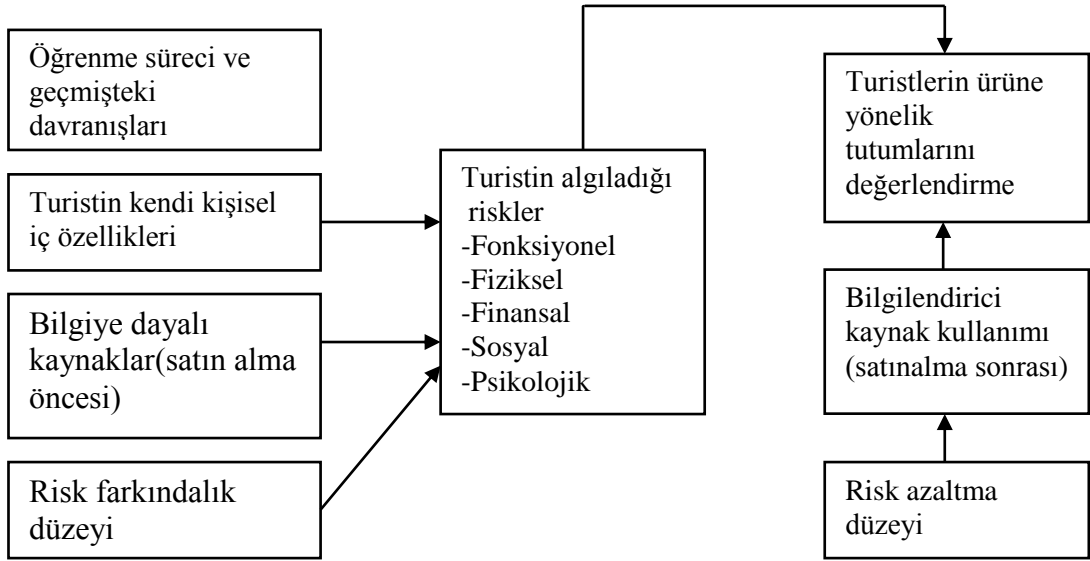 Öğrenme süreci ve
geçmişteki
davranışları
Turistin kendi kişisel
iç özellikleri
Bilgiye dayalı
kaynaklar(satın alma
öncesi)
Risk farkındalık
düzeyi
Turistin algıladığı
riskler
-Fonksiyonel
-Fiziksel
-Finansal
-Sosyal
-Psikolojik
Turistlerin ürüne
yönelik
tutumlarını
değerlendirme
Bilgilendirici
kaynak kullanımı
(satınalma sonrası)
Risk azaltma
düzeyi